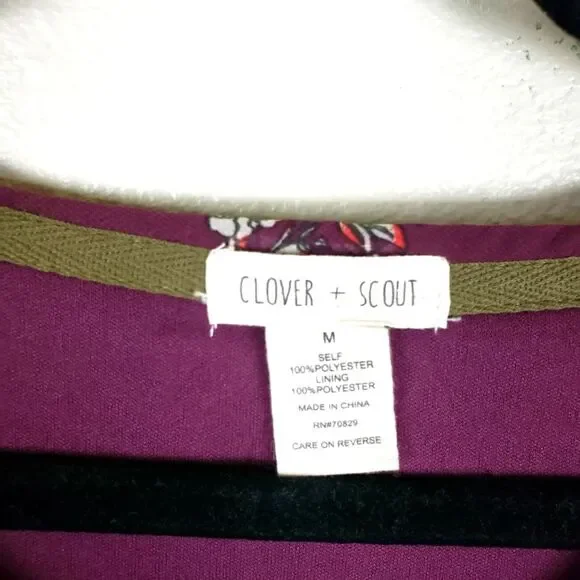 CLOVER + SCOUT
M
SELF
100%POLYESTER
LINING
100%POLYESTER
MADE IN CHINA
RN#70829
CARE ON REVERSE